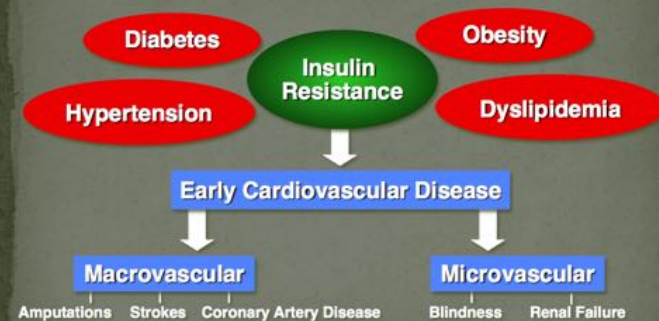 Diabetes
Obesity
Insulin
Resistance
Hypertension
Dyslipidemia
Early Cardiovascular Disease
Macrovascular
Microvascular
Amputations Strokes Coronary Artery Disease
Blindness Renal Failure